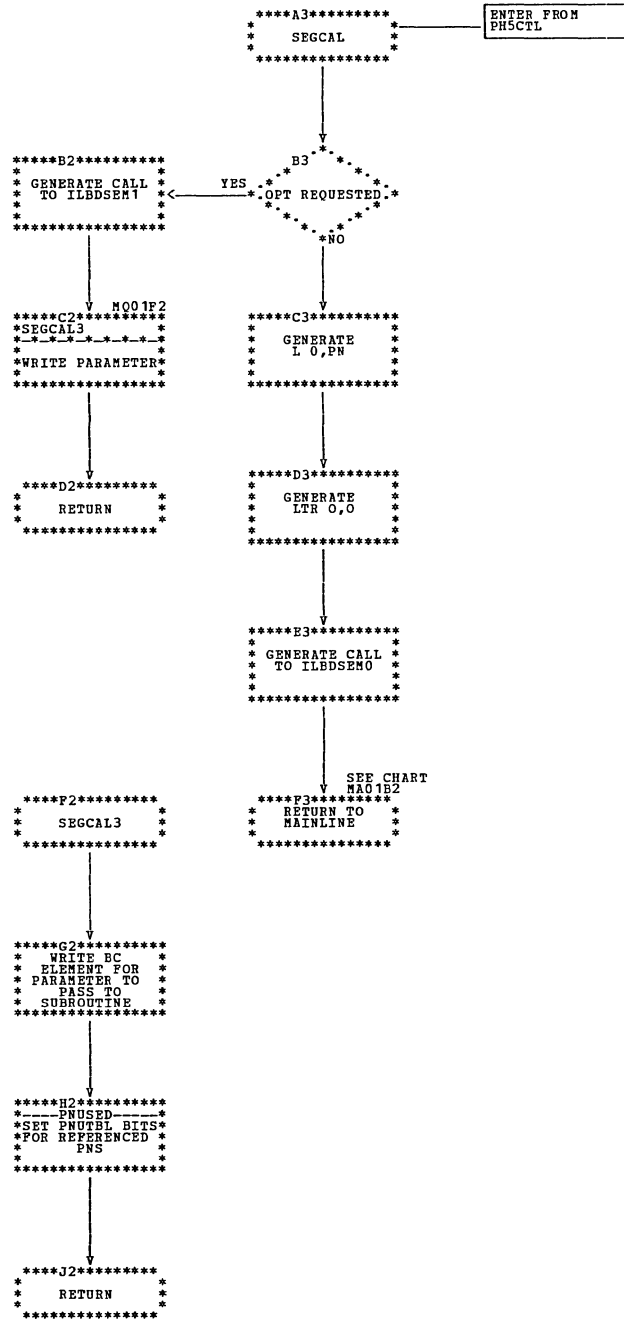 ****A3*********
SEGCAL
ENTER FROM
PH5CTL
B3
OPT REQUESTED
YES
NO
*****B2**********
GENERATE CALL
TO ILBDSEM1
MQ01F2
*****C2**********
*SEGCAL3 *
*-*-*-*-*-*-*-*-*
*WRITE PARAMETER*
****D2*********
RETURN
*****C3**********
GENERATE
L 0,PN
*****D3**********
GENERATE
LTR 0,0
*****E3**********
GENERATE CALL
TO ILBDSEM0
SEE CHART
MA01B2
****F3*********
RETURN TO
MAINLINE
****F2*********
SEGCAL3
*****G2**********
WRITE BC
ELEMENT FOR
PARAMETER TO
PASS TO
SUBROUTINE
*****H2**********
*----PNUSED-----*
*SET PNUTBL BITS*
*FOR REFERENCED *
PNS
****J2*********
RETURN